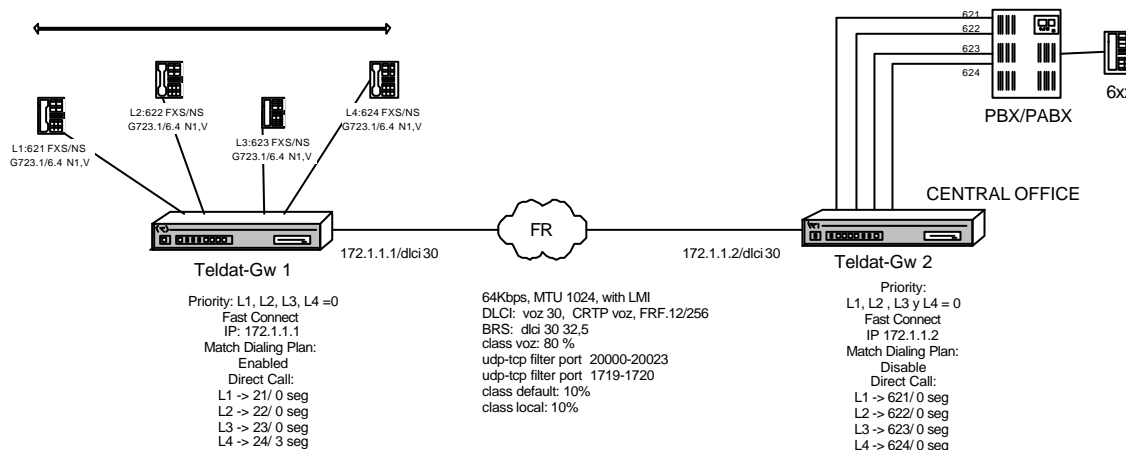 621
622
623
624
6x
PBX/PABX
L2:622 FXS/NS
G723.1/6.4 N1,V
L4:624 FXS/NS
G723.1/6.4 N1,V
L1:621 FXS/NS
G723.1/6.4 N1,V
L3:623 FXS/NS
G723.1/6.4 N1,V
CENTRAL OFFICE
FR
172.1.1.1/dlci 30
172.1.1.2/dlci 30
Teldat-Gw 1
Priority: L1, L2, L3, L4 =0
Fast Connect
IP: 172.1.1.1
Match Dialing Plan:
Enabled
Direct Call:
L1 -> 21/ 0 seg
L2 -> 22/ 0 seg
L3 -> 23/ 0 seg
L4 -> 24/ 3 seg
64Kbps, MTU 1024, with LMI
DLCI: voz 30, CRTP voz, FRF.12/256
BRS: dlci 30 32,5
class voz: 80 %
udp-tcp filter port 20000-20023
udp-tcp filter port 1719-1720
class default: 10%
class local: 10%
Teldat-Gw 2
Priority:
L1, L2 , L3 y L4 = 0
Fast Connect
IP 172.1.1.2
Match Dialing Plan:
Disable
Direct Call:
L1 -> 621/ 0 seg
L2 -> 622/ 0 seg
L3 -> 623/ 0 seg
L4 -> 624/ 0 seg